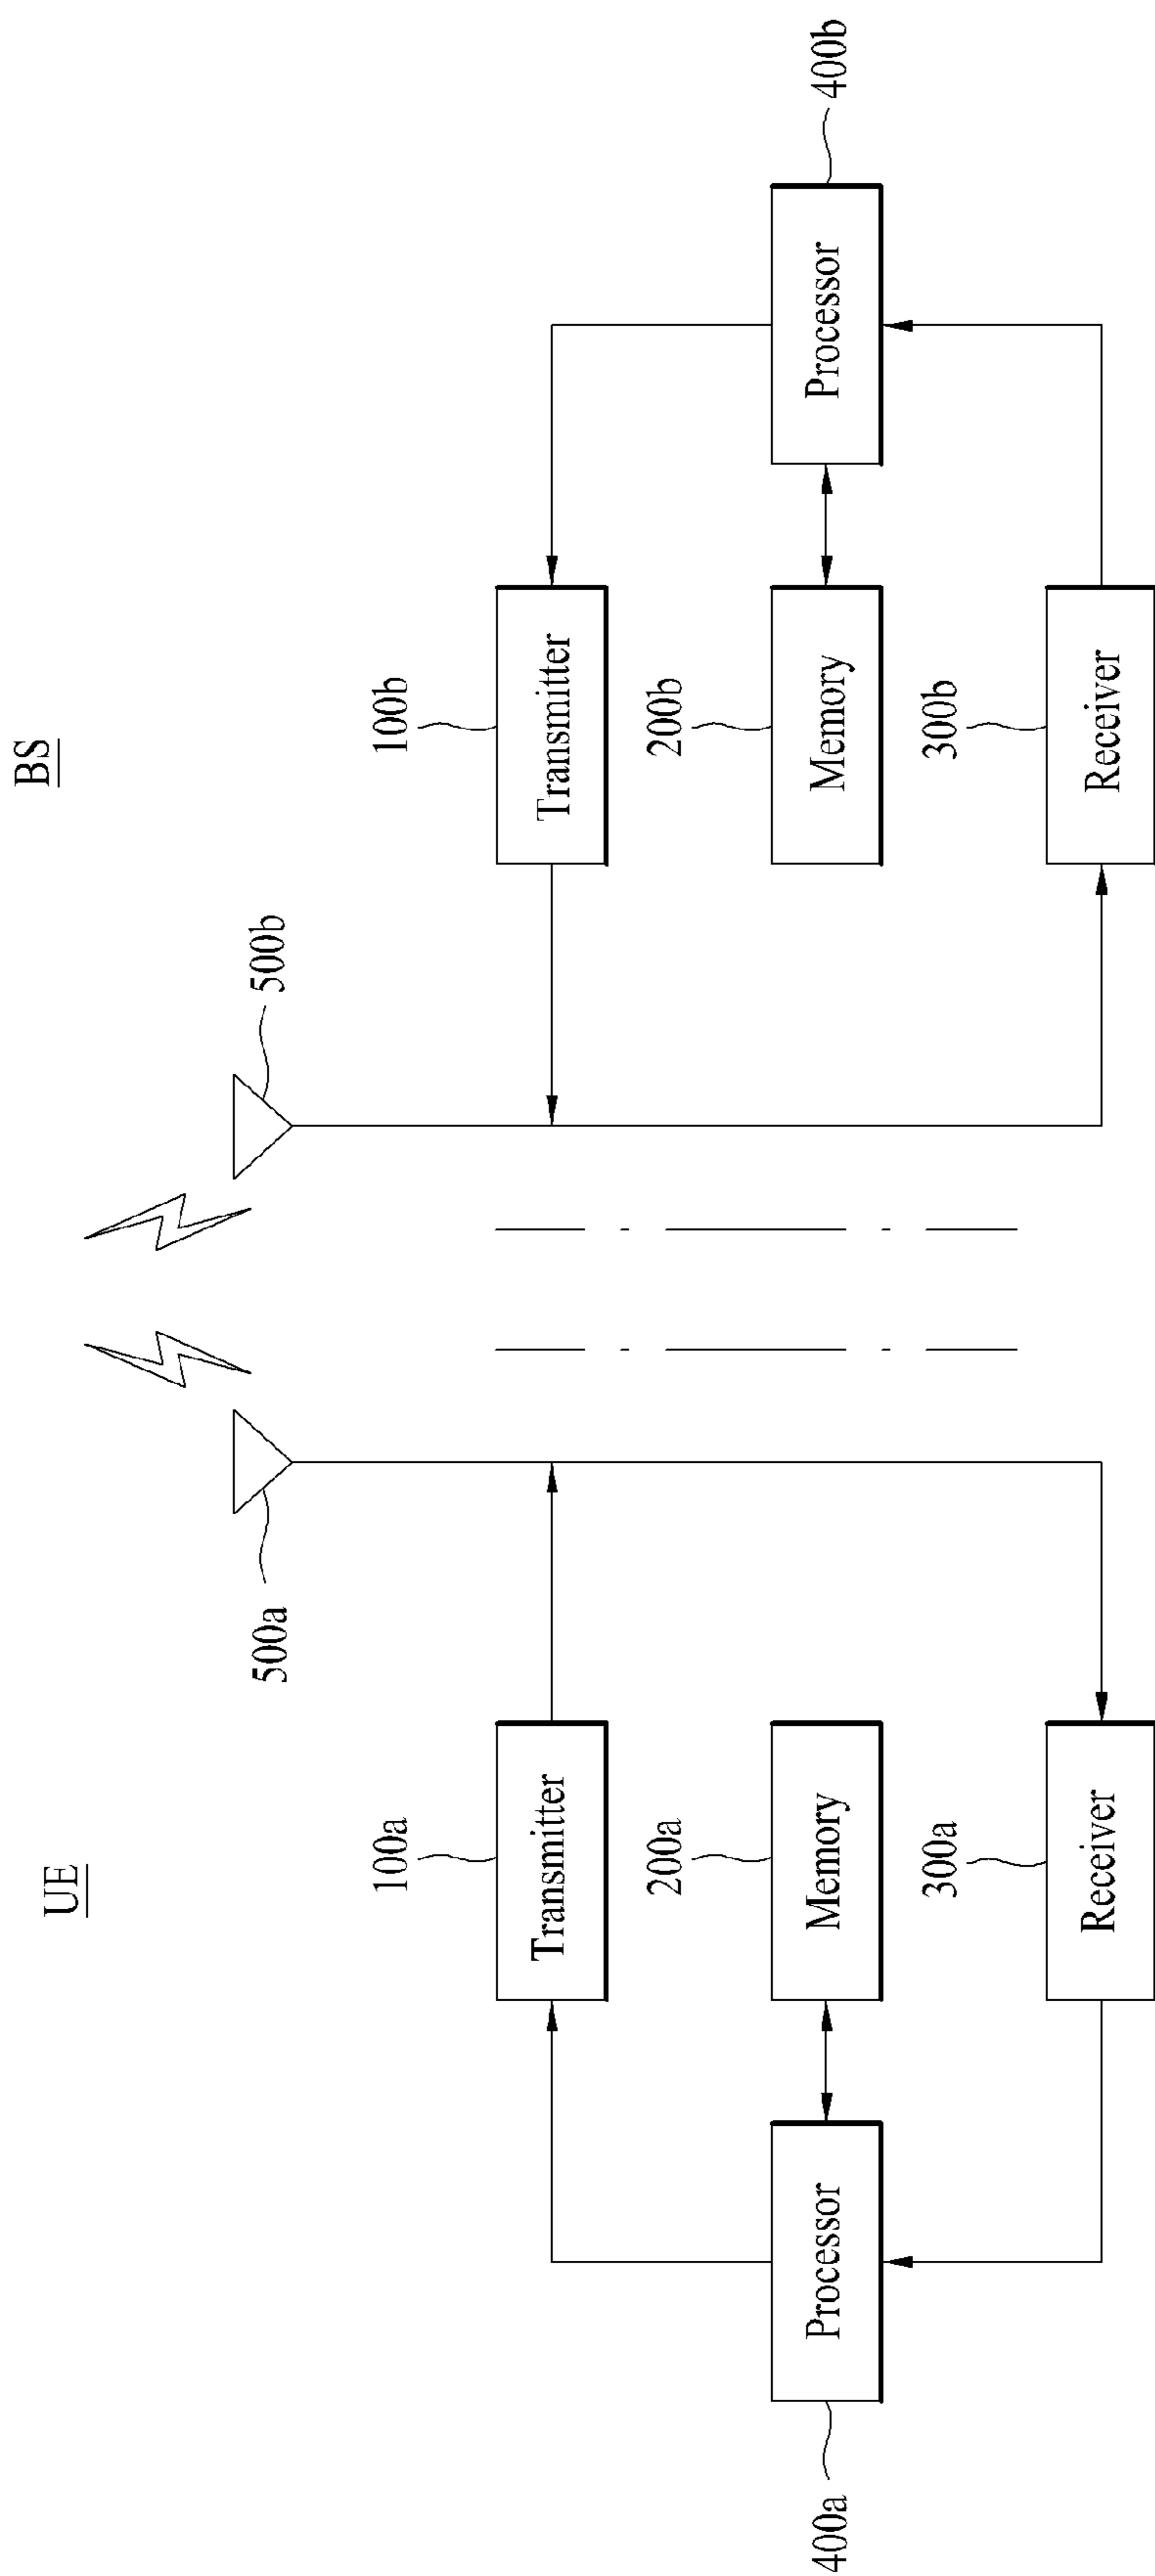 UE
BS
500a
500b
100a
Transmitter
100b
Transmitter
400a
Processor
200a
Memory
200b
Memory
Processor
400b
300a
Receiver
300b
Receiver